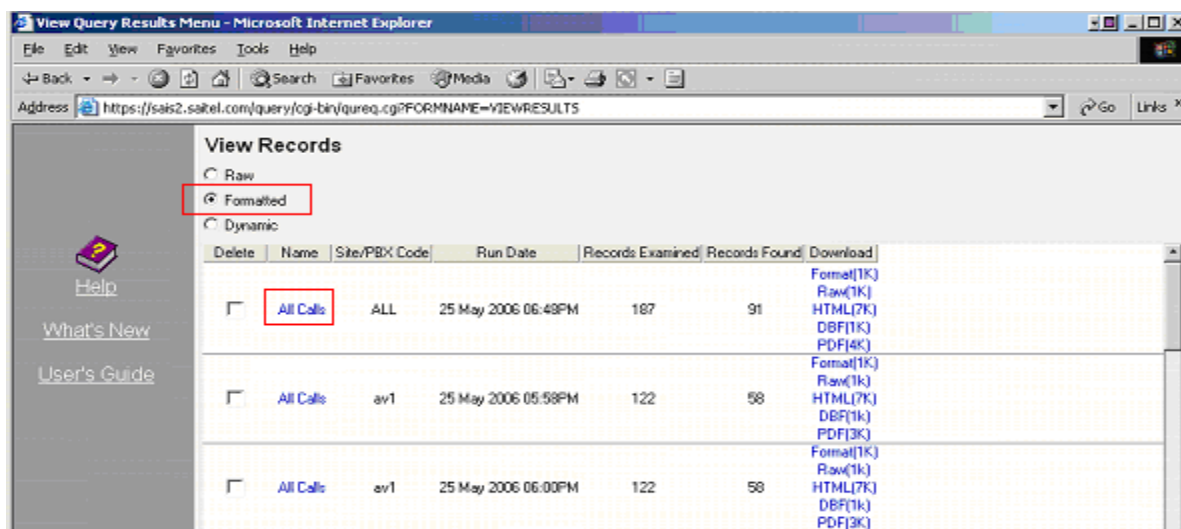 View Query Results Menu - Microsoft Internet Explorer
File Edit View Favorites Tools Help
Back Search Favorites Media
Address https://sais2.saitel.com/query/cgi-bin/qureq.cgi?FORMNAME=VIEWRESULTS Go Links
View Records
Raw
Formatted
Dynamic
Help
What's New
User's Guide
Delete Name Site/PBX Code Run Date Records Examined Records Found Download
All Calls ALL 25 May 2006 06:48PM 187 91
Format(1K)
Raw(1K)
HTML(7K)
DBF(1K)
PDF(4K)
All Calls av1 25 May 2006 05:58PM 122 58
Format(1K)
Raw(1k)
HTML(7K)
DBF(1k)
PDF(3K)
All Calls av1 25 May 2006 06:00PM 122 58
Format(1K)
Raw(1k)
HTML(7K)
DBF(1k)
PDF(3K)